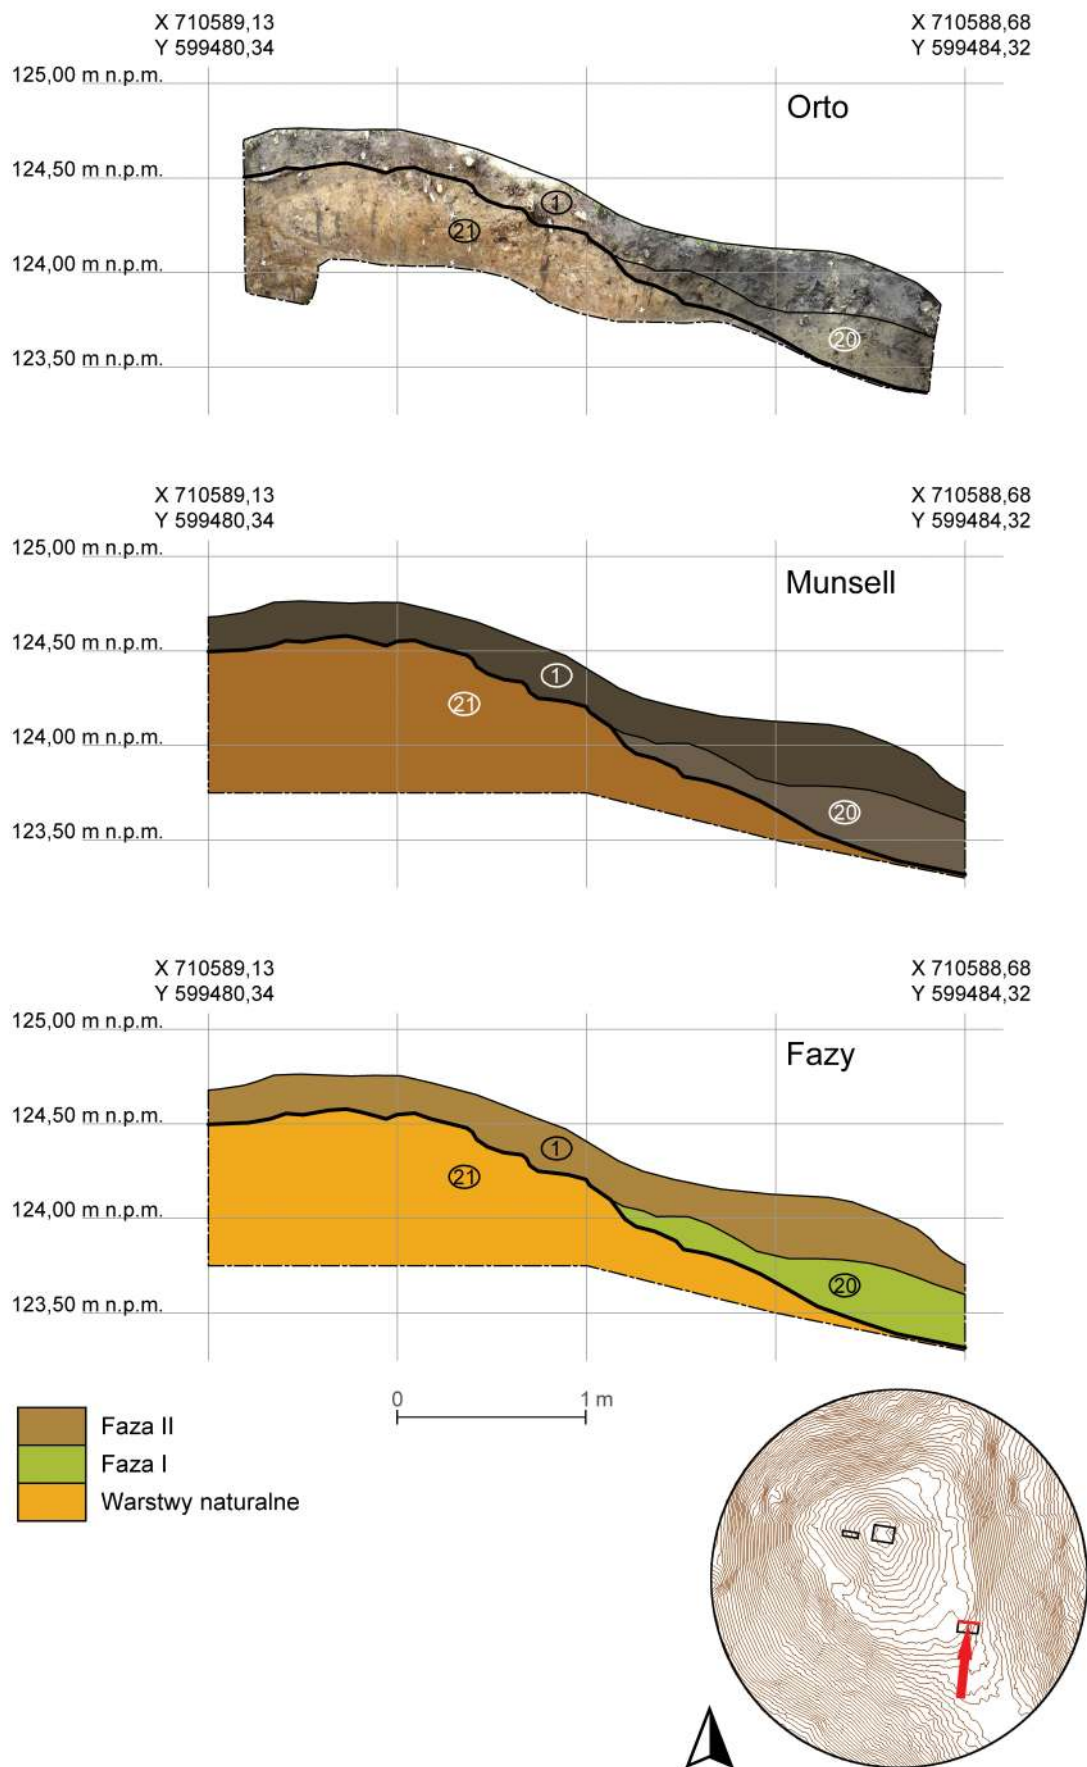 X 710589,13
Y 599480,34
X 710588,68
Y 599484,32
125,00 m n.p.m.
Orto
124,50 m n.p.m.
1
21
124,00 m n.p.m.
20
123,50 m n.p.m.
X 710589,13
Y 599480,34
X 710588,68
Y 599484,32
125,00 m n.p.m.
Munsell
124,50 m n.p.m.
1
21
124,00 m n.p.m.
20
123,50 m n.p.m.
X 710589,13
Y 599480,34
X 710588,68
Y 599484,32
125,00 m n.p.m.
Fazy
124,50 m n.p.m.
1
21
124,00 m n.p.m.
20
123,50 m n.p.m.
0 1 m
Faza II
Faza I
Warstwy naturalne